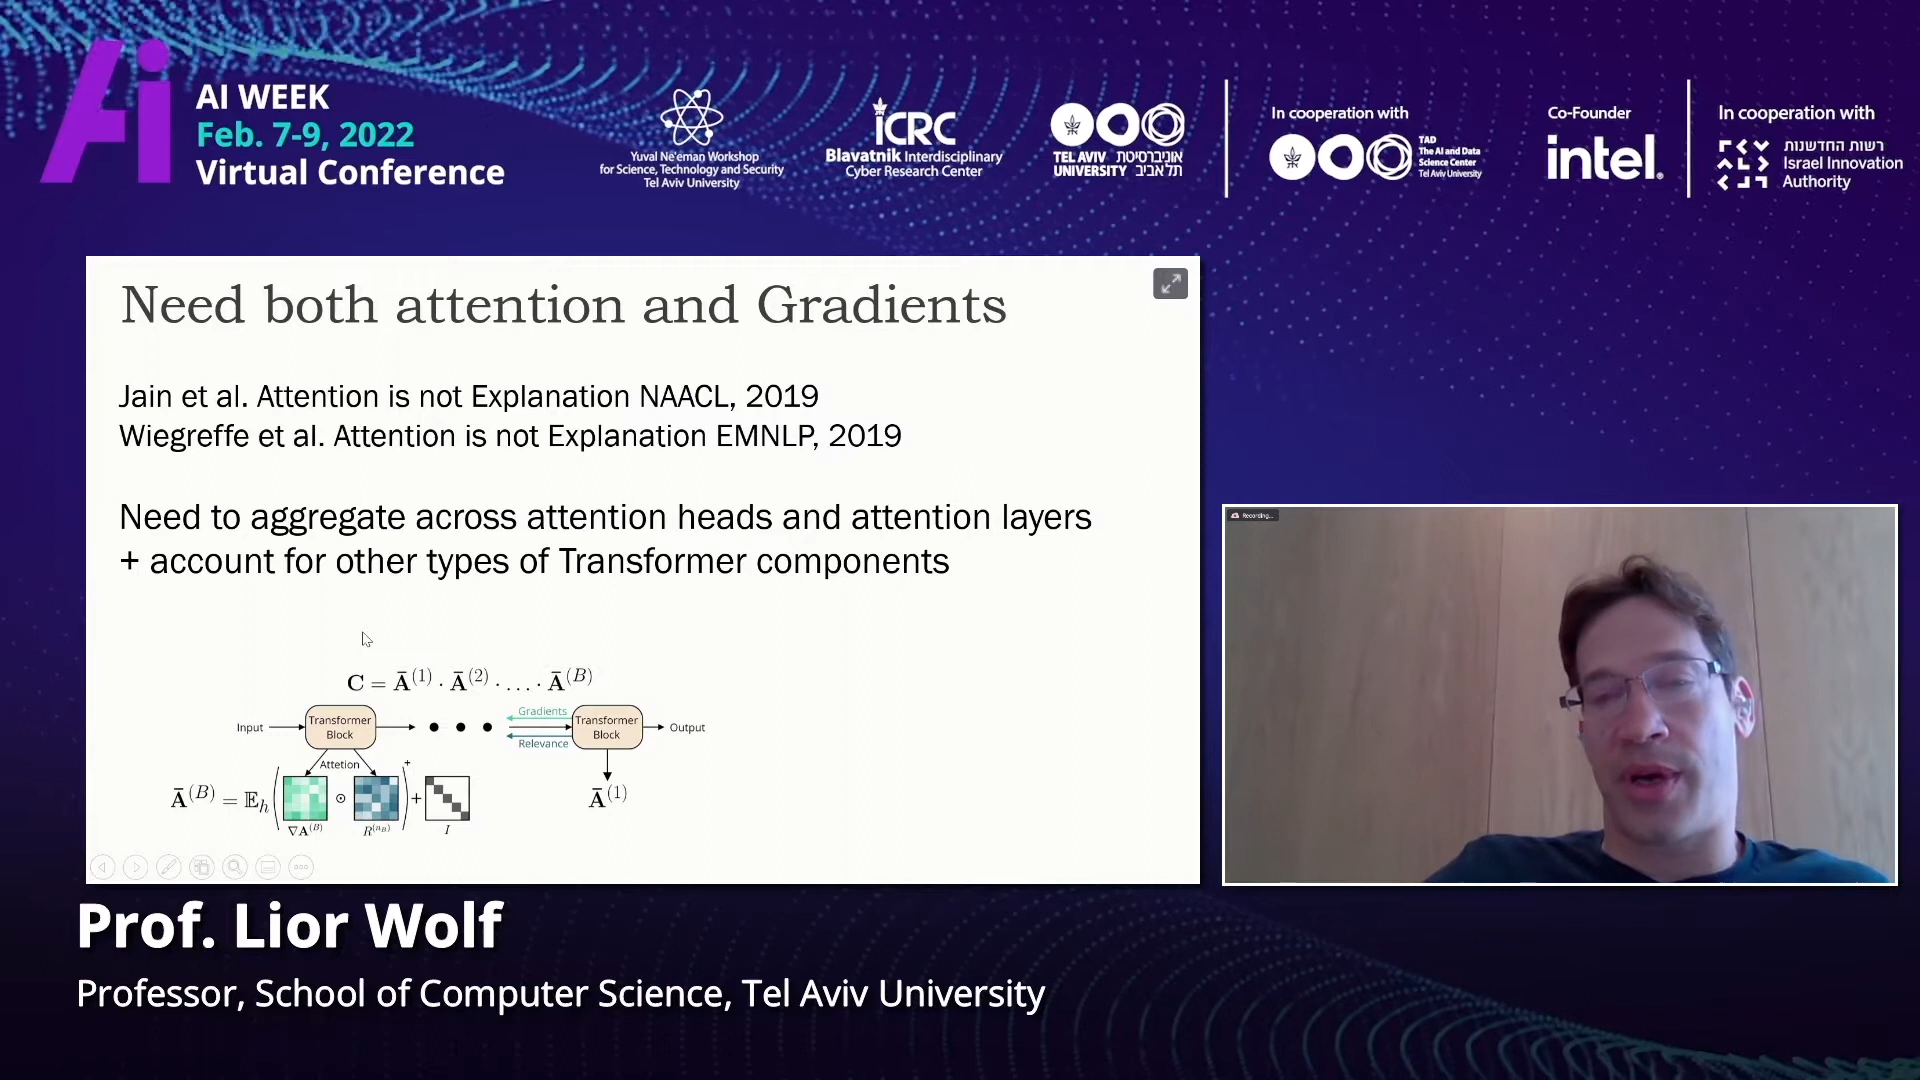 Ai
AI WEEK
Feb. 7-9, 2022
Virtual Conference
Yuval Ne'eman Workshop
for Science, Technology and Security
Tel Aviv University
iCRC
Blavatnik Interdisciplinary
Cyber Research Center
TEL AVIV אוניברסיטת
UNIVERSITY תל אביב
In cooperation with
TAD
The AI and Data
Science Center
Tel Aviv University
Co-Founder
intel.
In cooperation with
רשות החדשנות
Israel Innovation
Authority
Need both attention and Gradients
Jain et al. Attention is not Explanation NAACL, 2019
Wiegreffe et al. Attention is not Explanation EMNLP, 2019
Need to aggregate across attention heads and attention layers
+ account for other types of Transformer components
C = Ā(1) · Ā(2) · . . . · Ā(B)
Input
Transformer
Block
Gradients
Relevance
Transformer
Block
Output
Attetion
Ā(B) = 𝔼h ( ⊙ )+ +
∇A(B)
R(nB)
I
Ā(1)
Recording...
Prof. Lior Wolf
Professor, School of Computer Science, Tel Aviv University